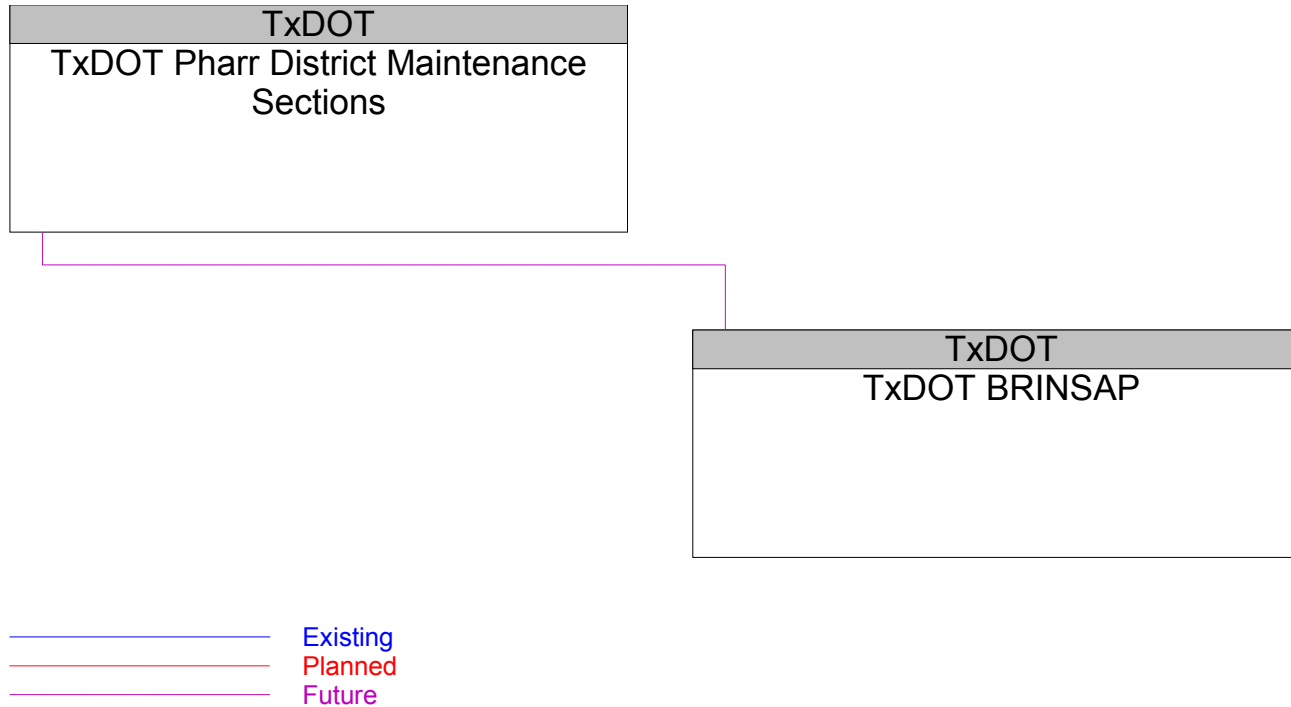 TxDOT
TxDOT Pharr District Maintenance
Sections
TxDOT
TxDOT BRINSAP
Existing
Planned
Future